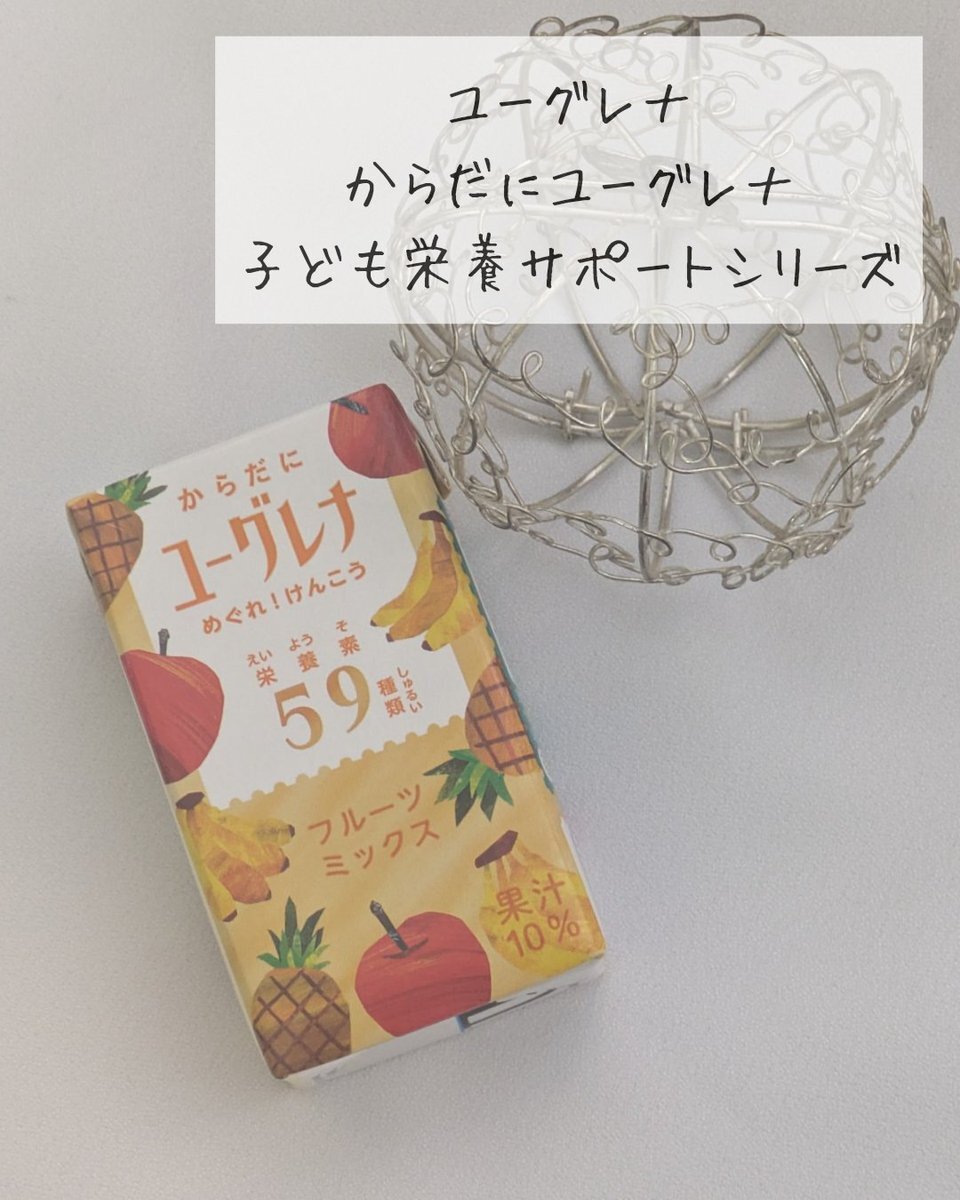 ユーグレナ
からだにユーグレナ
子ども栄養サポートシリーズ
からだに
ユーグレナ
めぐれ!けんこう
えいようそ
栄養素
59種類
しゅるい
フルーツ
ミックス
果汁
10%